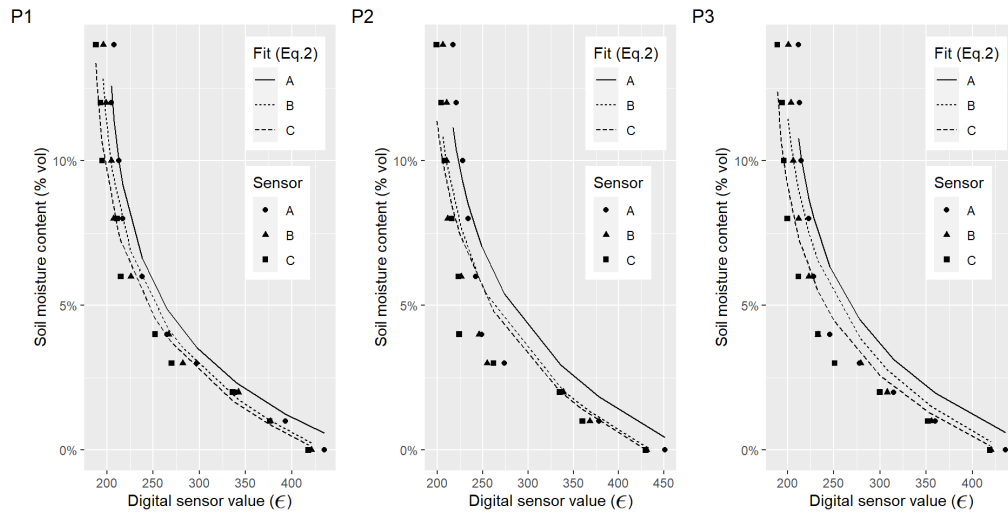 P1
P2
P3
Soil moisture content (% vol)
10%
5%
0%
200 250 300 350 400
Digital sensor value (ϵ)
Fit (Eq.2)
A
B
C
Sensor
A
B
C
Soil moisture content (% vol)
10%
5%
0%
200 250 300 350 400 450
Digital sensor value (ϵ)
Fit (Eq.2)
A
B
C
Sensor
A
B
C
Soil moisture content (% vol)
10%
5%
0%
200 250 300 350 400
Digital sensor value (ϵ)
Fit (Eq.2)
A
B
C
Sensor
A
B
C